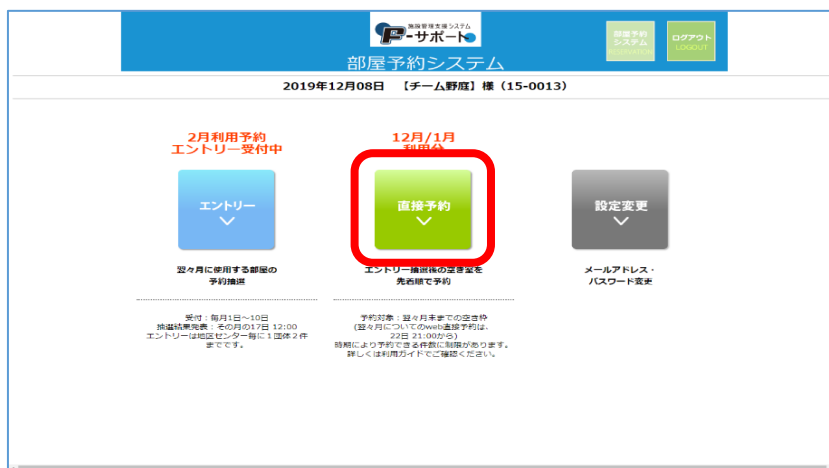 施設管理支援システム
P-サポート
部屋予約システム
部屋予約
システム
RESERVATION
ログアウト
LOGOUT
2019年12月08日 【チーム野庭】様（15-0013）
2月利用予約
エントリー受付中
エントリー
翌々月に使用する部屋の
予約抽選
受付：毎月1日～10日
抽選結果発表：その月の17日 12:00
エントリーは地区センター毎に１団体２件
までです。
12月/1月
利用分
直接予約
エントリー抽選後の空き室を
先着順で予約
予約対象：翌々月末までの空き枠
(翌々月についてのweb直接予約は、
22日 21:00から)
時期により予約できる件数に制限があります。
詳しくは利用ガイドでご確認ください。
設定変更
メールアドレス・
パスワード変更